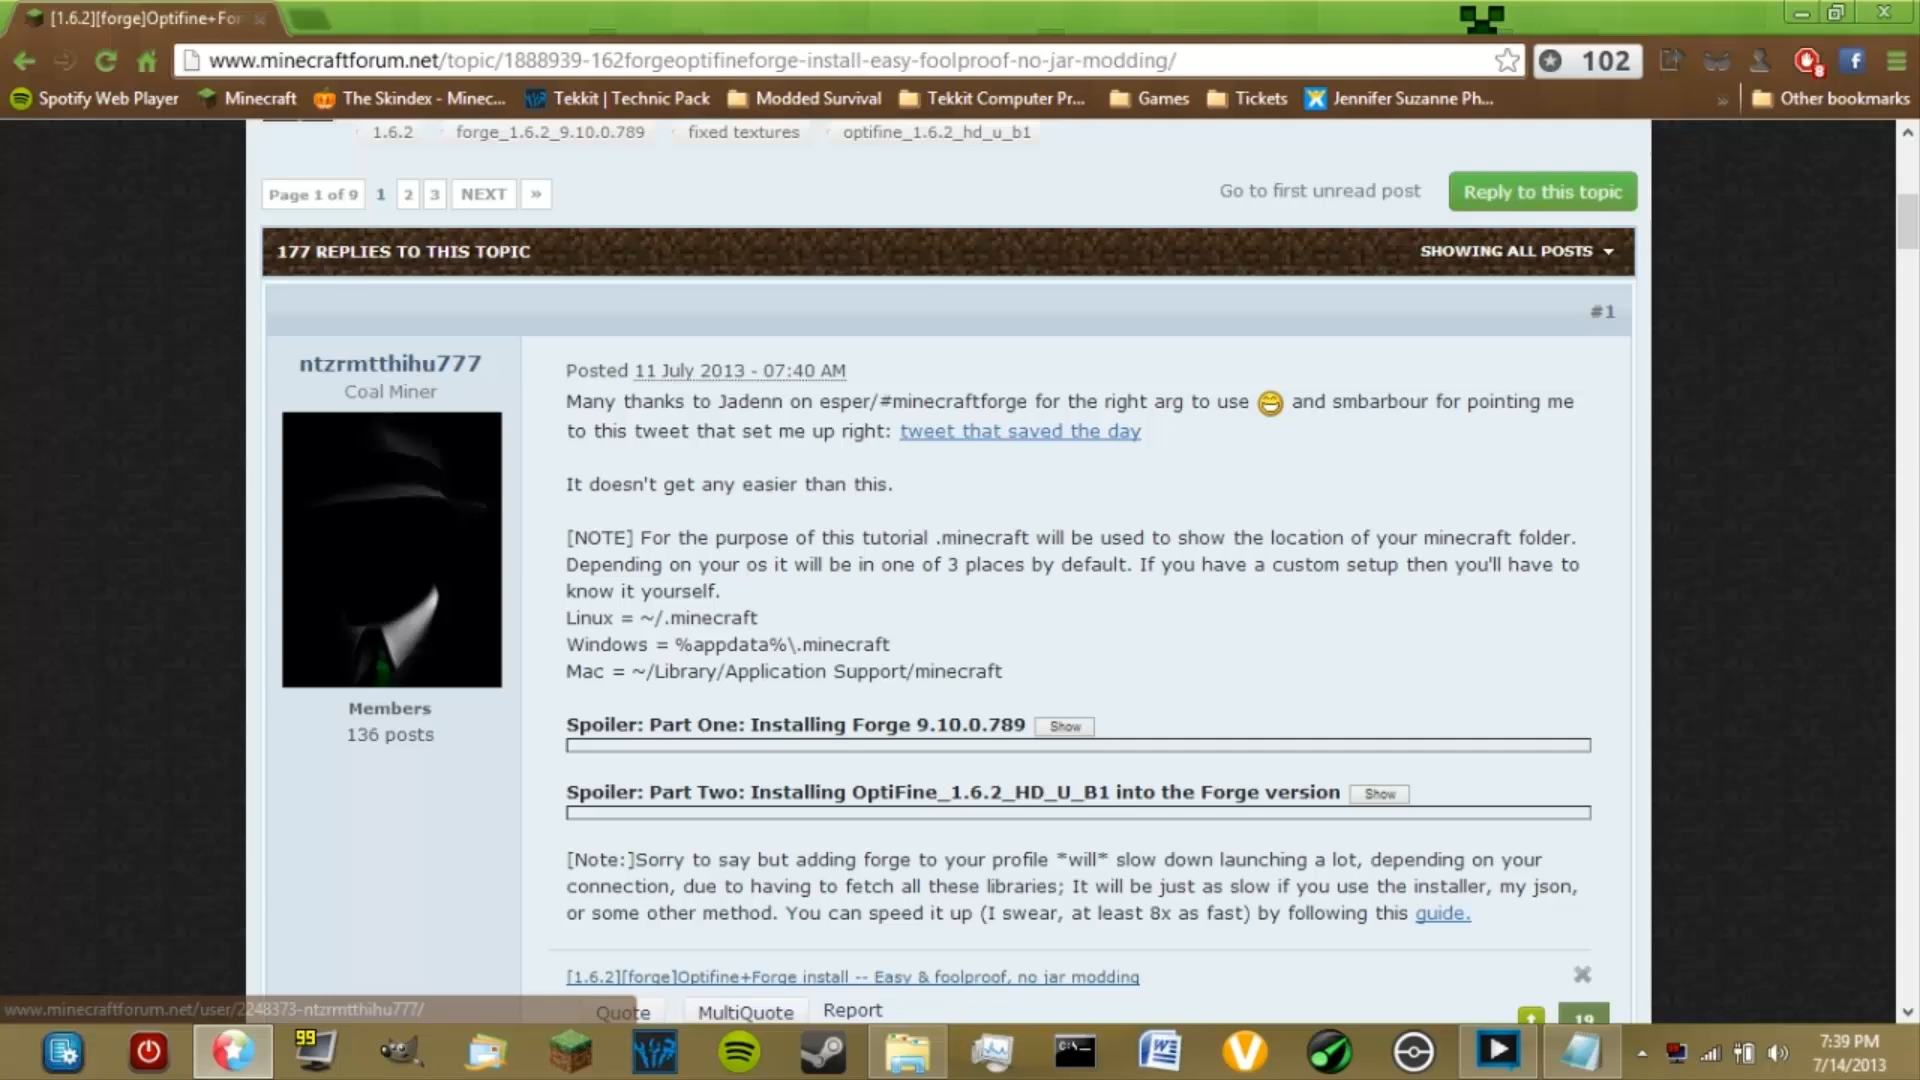 [1.6.2][forge]Optifine+For
www.minecraftforum.net/topic/1888939-162forgeoptifineforge-install-easy-foolproof-no-jar-modding/
102
8
f
Spotify Web Player
Minecraft
The Skindex - Minec...
Tekkit | Technic Pack
Modded Survival
Tekkit Computer Pr...
Games
Tickets
Jennifer Suzanne Ph...
»
Other bookmarks
1.6.2
forge_1.6.2_9.10.0.789
fixed textures
optifine_1.6.2_hd_u_b1
Page 1 of 9
1
2
3
NEXT
»
Go to first unread post
Reply to this topic
177 REPLIES TO THIS TOPIC
SHOWING ALL POSTS
#1
ntzrmtthihu777
Coal Miner
Members
136 posts
Posted 11 July 2013 - 07:40 AM
Many thanks to Jadenn on esper/#minecraftforge for the right arg to use and smbarbour for pointing me
to this tweet that set me up right: tweet that saved the day
It doesn't get any easier than this.
[NOTE] For the purpose of this tutorial .minecraft will be used to show the location of your minecraft folder.
Depending on your os it will be in one of 3 places by default. If you have a custom setup then you'll have to
know it yourself.
Linux = ~/.minecraft
Windows = %appdata%\.minecraft
Mac = ~/Library/Application Support/minecraft
Spoiler: Part One: Installing Forge 9.10.0.789 Show
Spoiler: Part Two: Installing OptiFine_1.6.2_HD_U_B1 into the Forge version Show
[Note:]Sorry to say but adding forge to your profile *will* slow down launching a lot, depending on your
connection, due to having to fetch all these libraries; It will be just as slow if you use the installer, my json,
or some other method. You can speed it up (I swear, at least 8x as fast) by following this guide.
[1.6.2][forge]Optifine+Forge install -- Easy & foolproof, no jar modding
Quote
MultiQuote
Report
19
www.minecraftforum.net/user/2248373-ntzrmtthihu777/
99
C:\
7:39 PM
7/14/2013